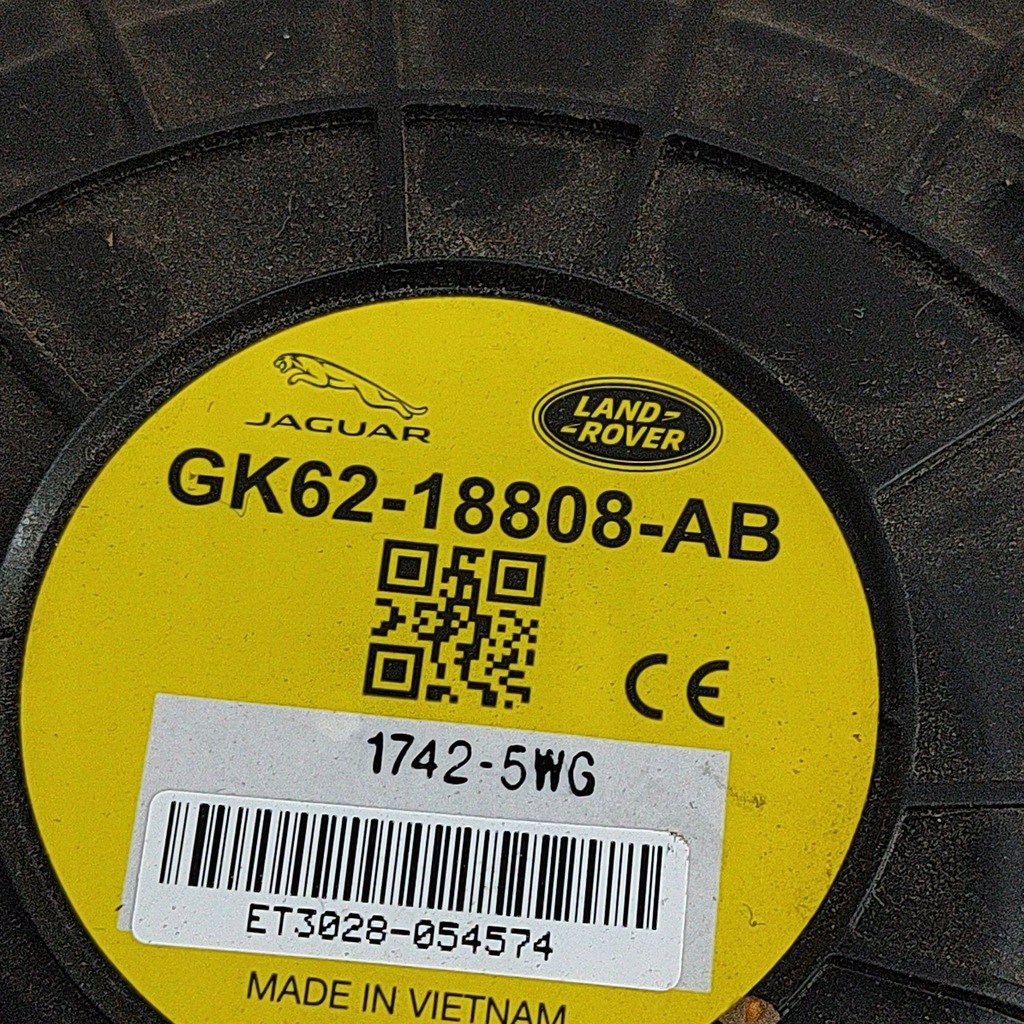 JAGUAR
LAND-
-ROVER
GK62-18808-AB
CE
1742-5WG
ET3028-054574
MADE IN VIETNAM